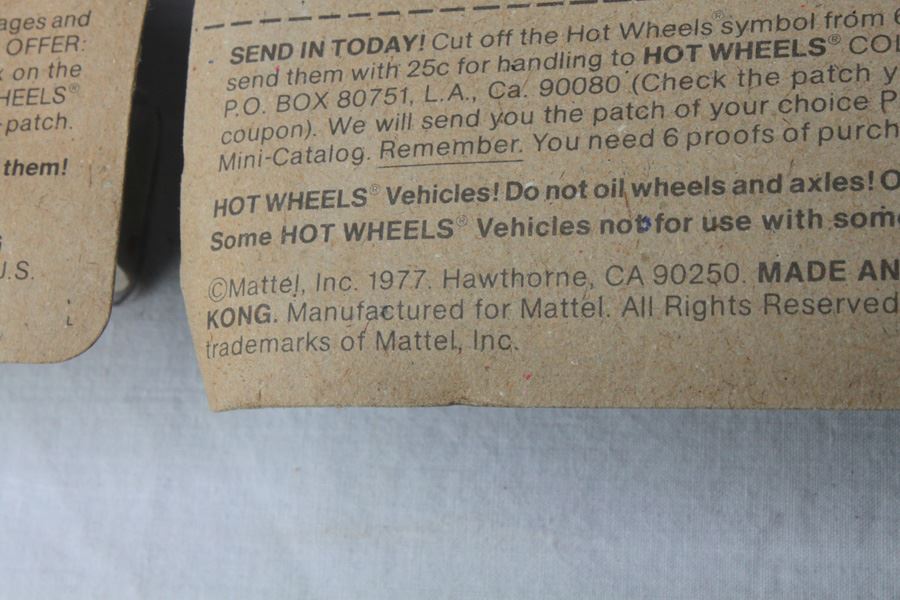 ages and
OFFER:
on the
HEELS®
patch.
them!
U.S.
L
SEND IN TODAY! Cut off the Hot Wheels® symbol from 6
send them with 25c for handling to HOT WHEELS® COL
P.O. BOX 80751, L.A., Ca. 90080 (Check the patch y
coupon). We will send you the patch of your choice P
Mini-Catalog. Remember. You need 6 proofs of purch
HOT WHEELS® Vehicles! Do not oil wheels and axles! O
Some HOT WHEELS® Vehicles not for use with some
©Mattel, Inc. 1977. Hawthorne, CA 90250. MADE AN
KONG. Manufactured for Mattel. All Rights Reserved
trademarks of Mattel, Inc.